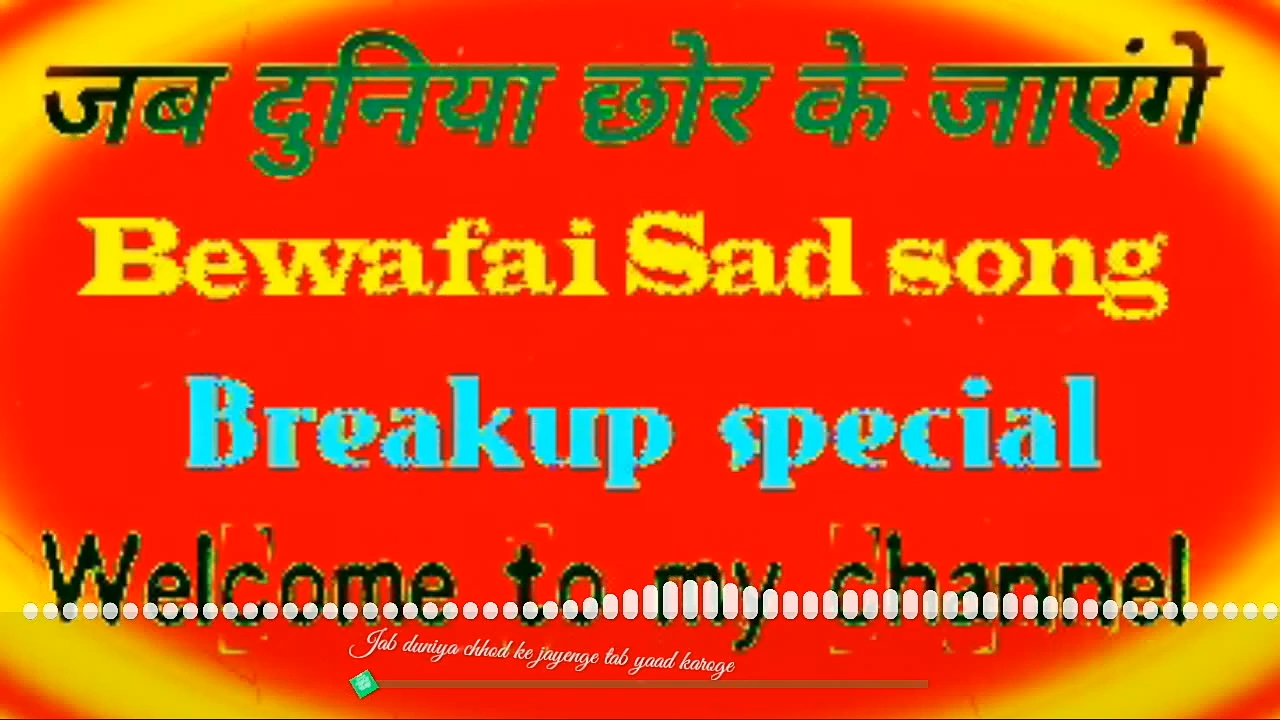 जब दुनिया छोर के जाएंगे
Bewafai Sad song
Breakup special
Welcome to my channel
Jab duniya chhod ke jayenge tab yaad karoge